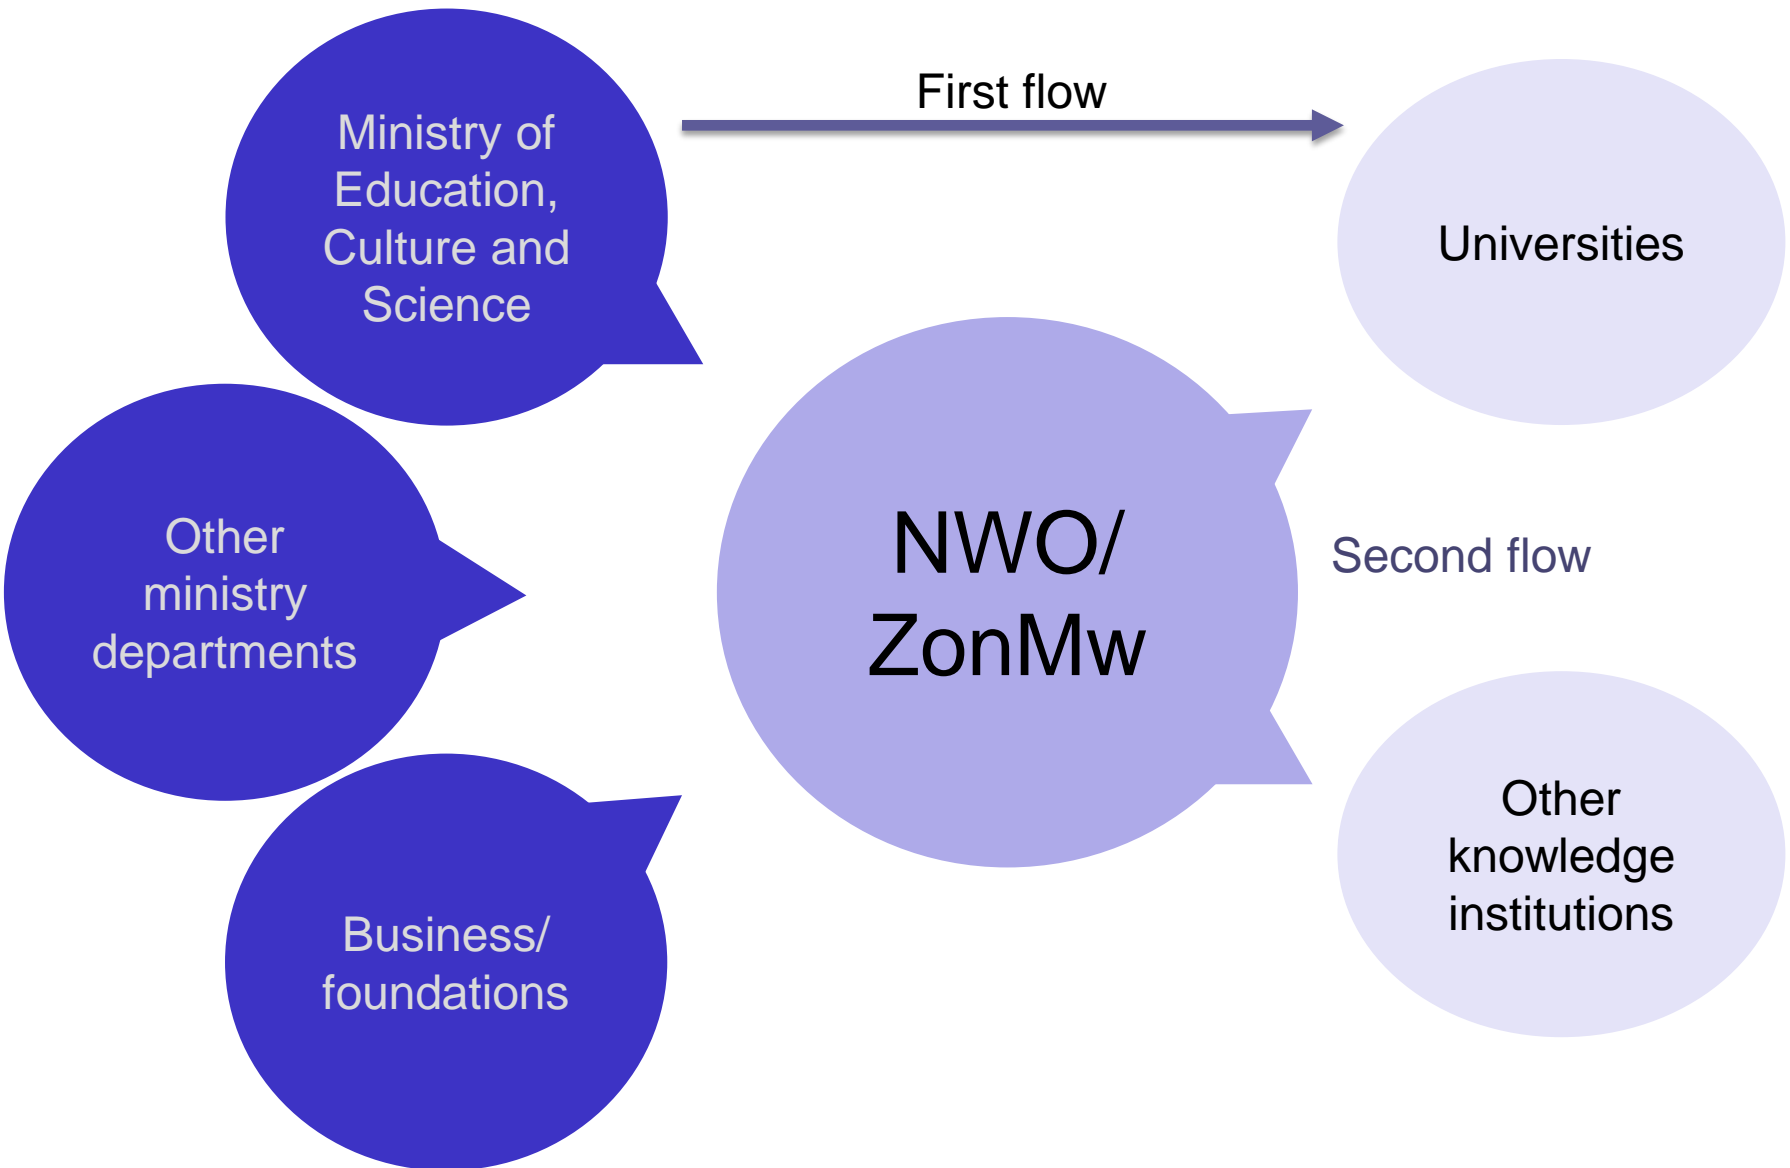 Ministry of
Education,
Culture and
Science
First flow
Universities
Other
ministry
departments
NWO/
ZonMw
Second flow
Business/
foundations
Other
knowledge
institutions